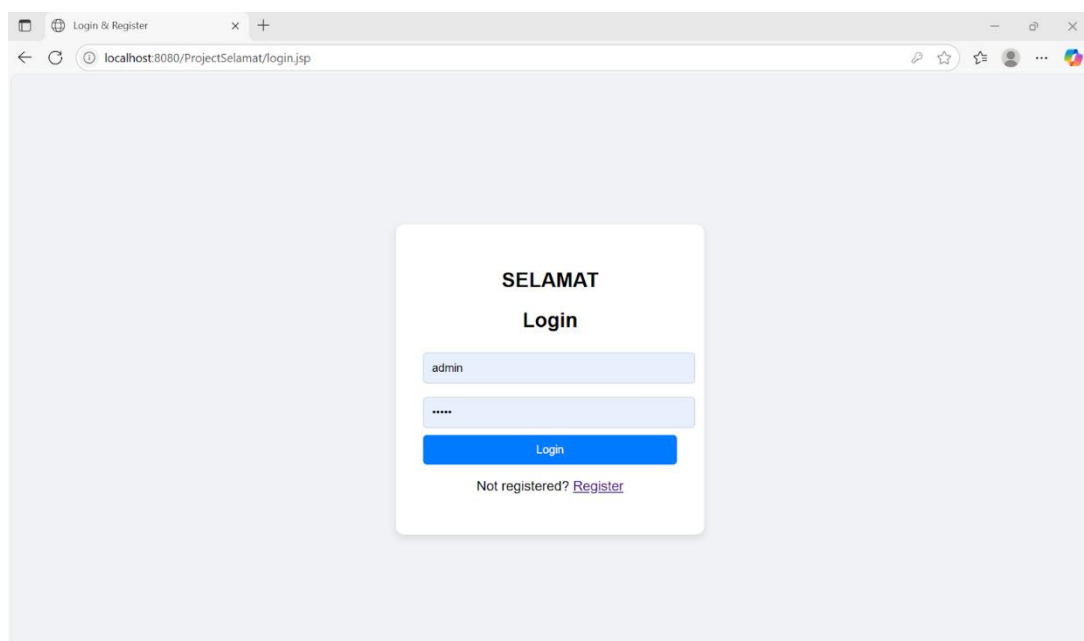 Login & Register
localhost:8080/ProjectSelamat/login.jsp
SELAMAT
Login
admin
•••••
Login
Not registered? Register